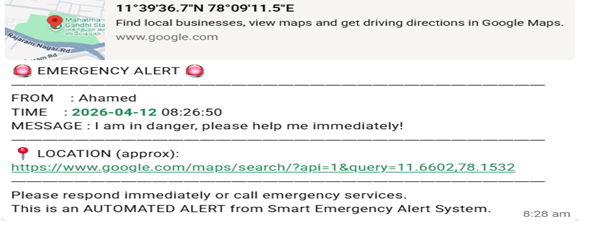 Mahatma
Gandhi Sta
Rajaram Nagar Rd
am Rd
11°39'36.7"N 78°09'11.5"E
Find local businesses, view maps and get driving directions in Google Maps.
www.google.com
🚨 EMERGENCY ALERT 🚨
FROM : Ahamed
TIME : 2026-04-12 08:26:50
MESSAGE : I am in danger, please help me immediately!
📍 LOCATION (approx):
https://www.google.com/maps/search/?api=1&query=11.6602,78.1532
Please respond immediately or call emergency services.
This is an AUTOMATED ALERT from Smart Emergency Alert System.
8:28 am